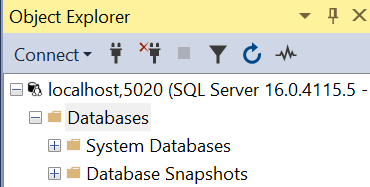 Object Explorer
Connect
localhost,5020 (SQL Server 16.0.4115.5 -
Databases
System Databases
Database Snapshots